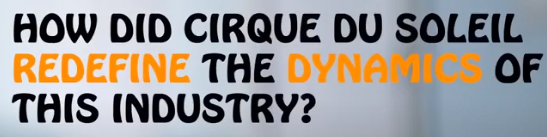 HOW DID CIRQUE DU SOLEIL
REDEFINE THE DYNAMICS OF
THIS INDUSTRY?